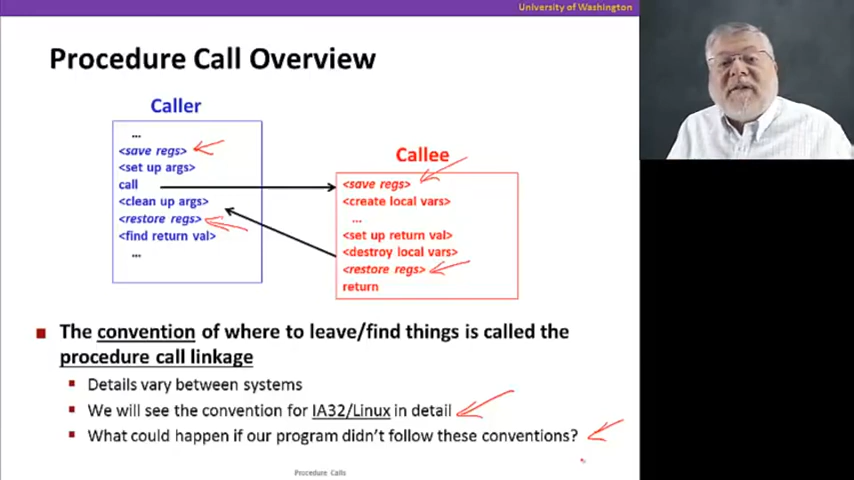 University of Washington
Procedure Call Overview
Caller
...
<save regs>
<set up args>
call
<clean up args>
<restore regs>
<find return val>
...
Callee
<save regs>
<create local vars>
...
<set up return val>
<destroy local vars>
<restore regs>
return
The convention of where to leave/find things is called the
procedure call linkage
Details vary between systems
We will see the convention for IA32/Linux in detail
What could happen if our program didn't follow these conventions?
Procedure Calls